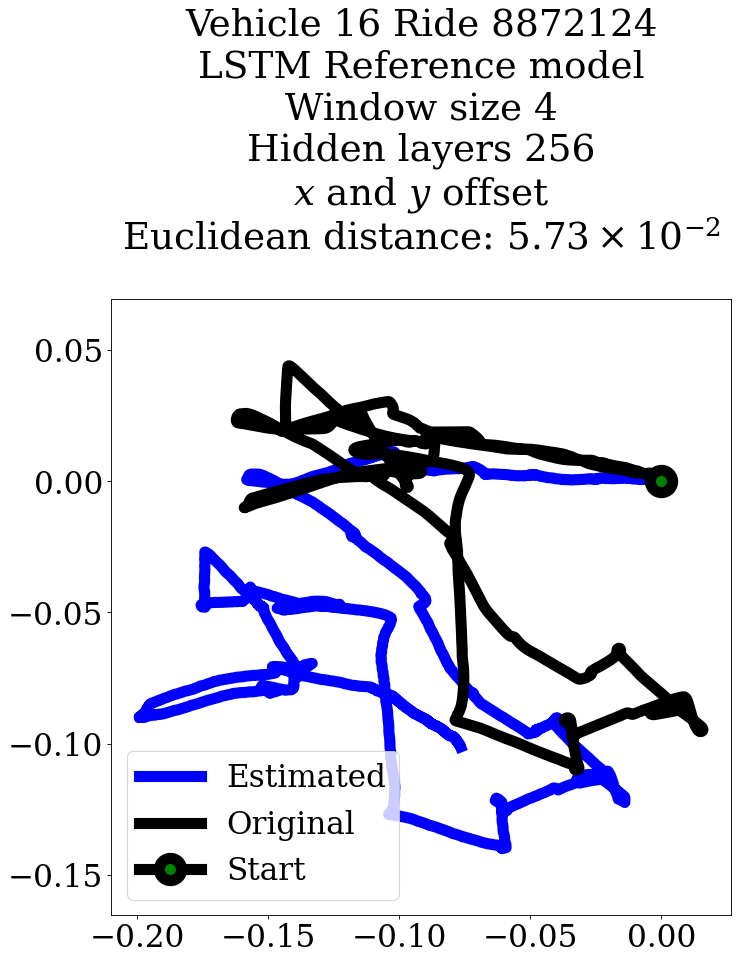 Vehicle 16 Ride 8872124
LSTM Reference model
Window size 4
Hidden layers 256
x and y offset
Euclidean distance: 5.73 × 10⁻²
0.05
0.00
−0.05
−0.10
−0.15
Estimated
Original
Start
−0.20 −0.15 −0.10 −0.05 0.00